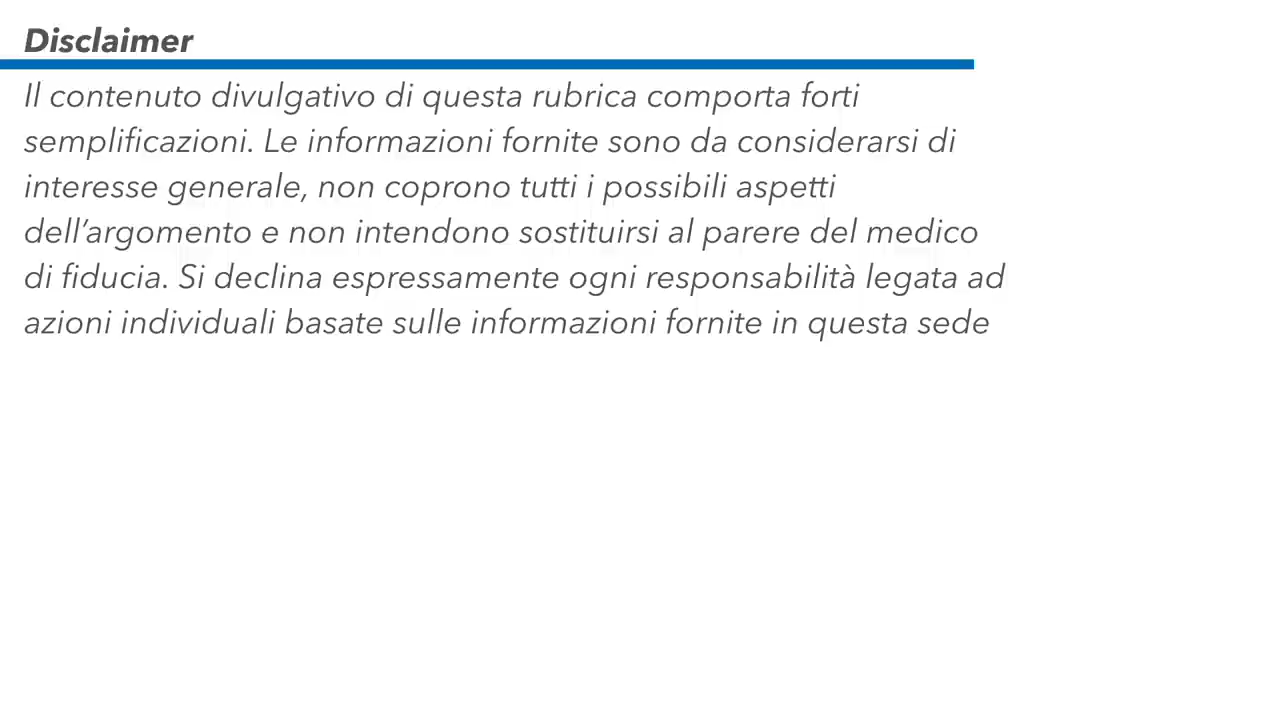 Disclaimer
Il contenuto divulgativo di questa rubrica comporta forti
semplificazioni. Le informazioni fornite sono da considerarsi di
interesse generale, non coprono tutti i possibili aspetti
dell’argomento e non intendono sostituirsi al parere del medico
di fiducia. Si declina espressamente ogni responsabilità legata ad
azioni individuali basate sulle informazioni fornite in questa sede